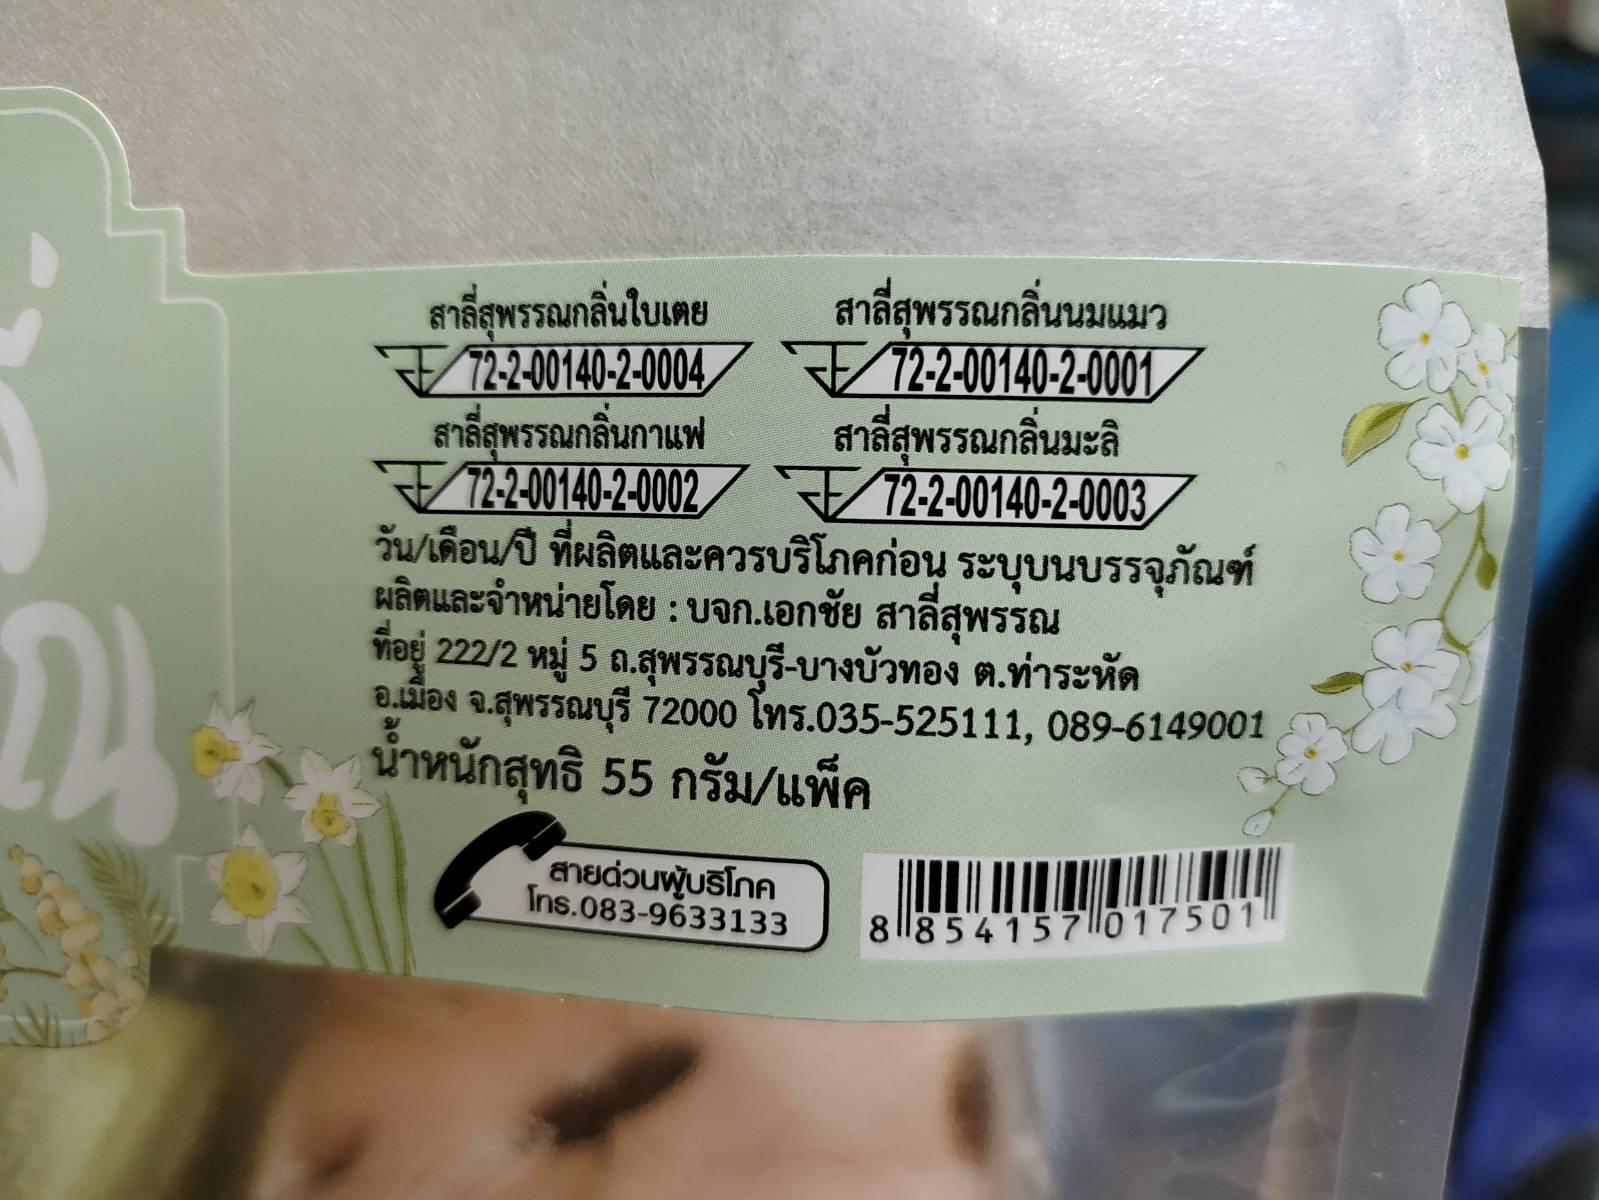 สาลี่สุพรรณกลิ่นใบเตย
72-2-00140-2-0004
สาลี่สุพรรณกลิ่นนมแมว
72-2-00140-2-0001
สาลี่สุพรรณกลิ่นกาแฟ
72-2-00140-2-0002
สาลี่สุพรรณกลิ่นมะลิ
72-2-00140-2-0003
วัน/เดือน/ปี ที่ผลิตและควรบริโภคก่อน ระบุบนบรรจุภัณฑ์
ผลิตและจำหน่ายโดย : บจก.เอกชัย สาลี่สุพรรณ
ที่อยู่ 222/2 หมู่ 5 ถ.สุพรรณบุรี-บางบัวทอง ต.ท่าระหัด
อ.เมือง จ.สุพรรณบุรี 72000 โทร.035-525111, 089-6149001
น้ำหนักสุทธิ 55 กรัม/แพ็ค
สายด่วนผู้บริโภค
โทร.083-9633133
8 854157 017501